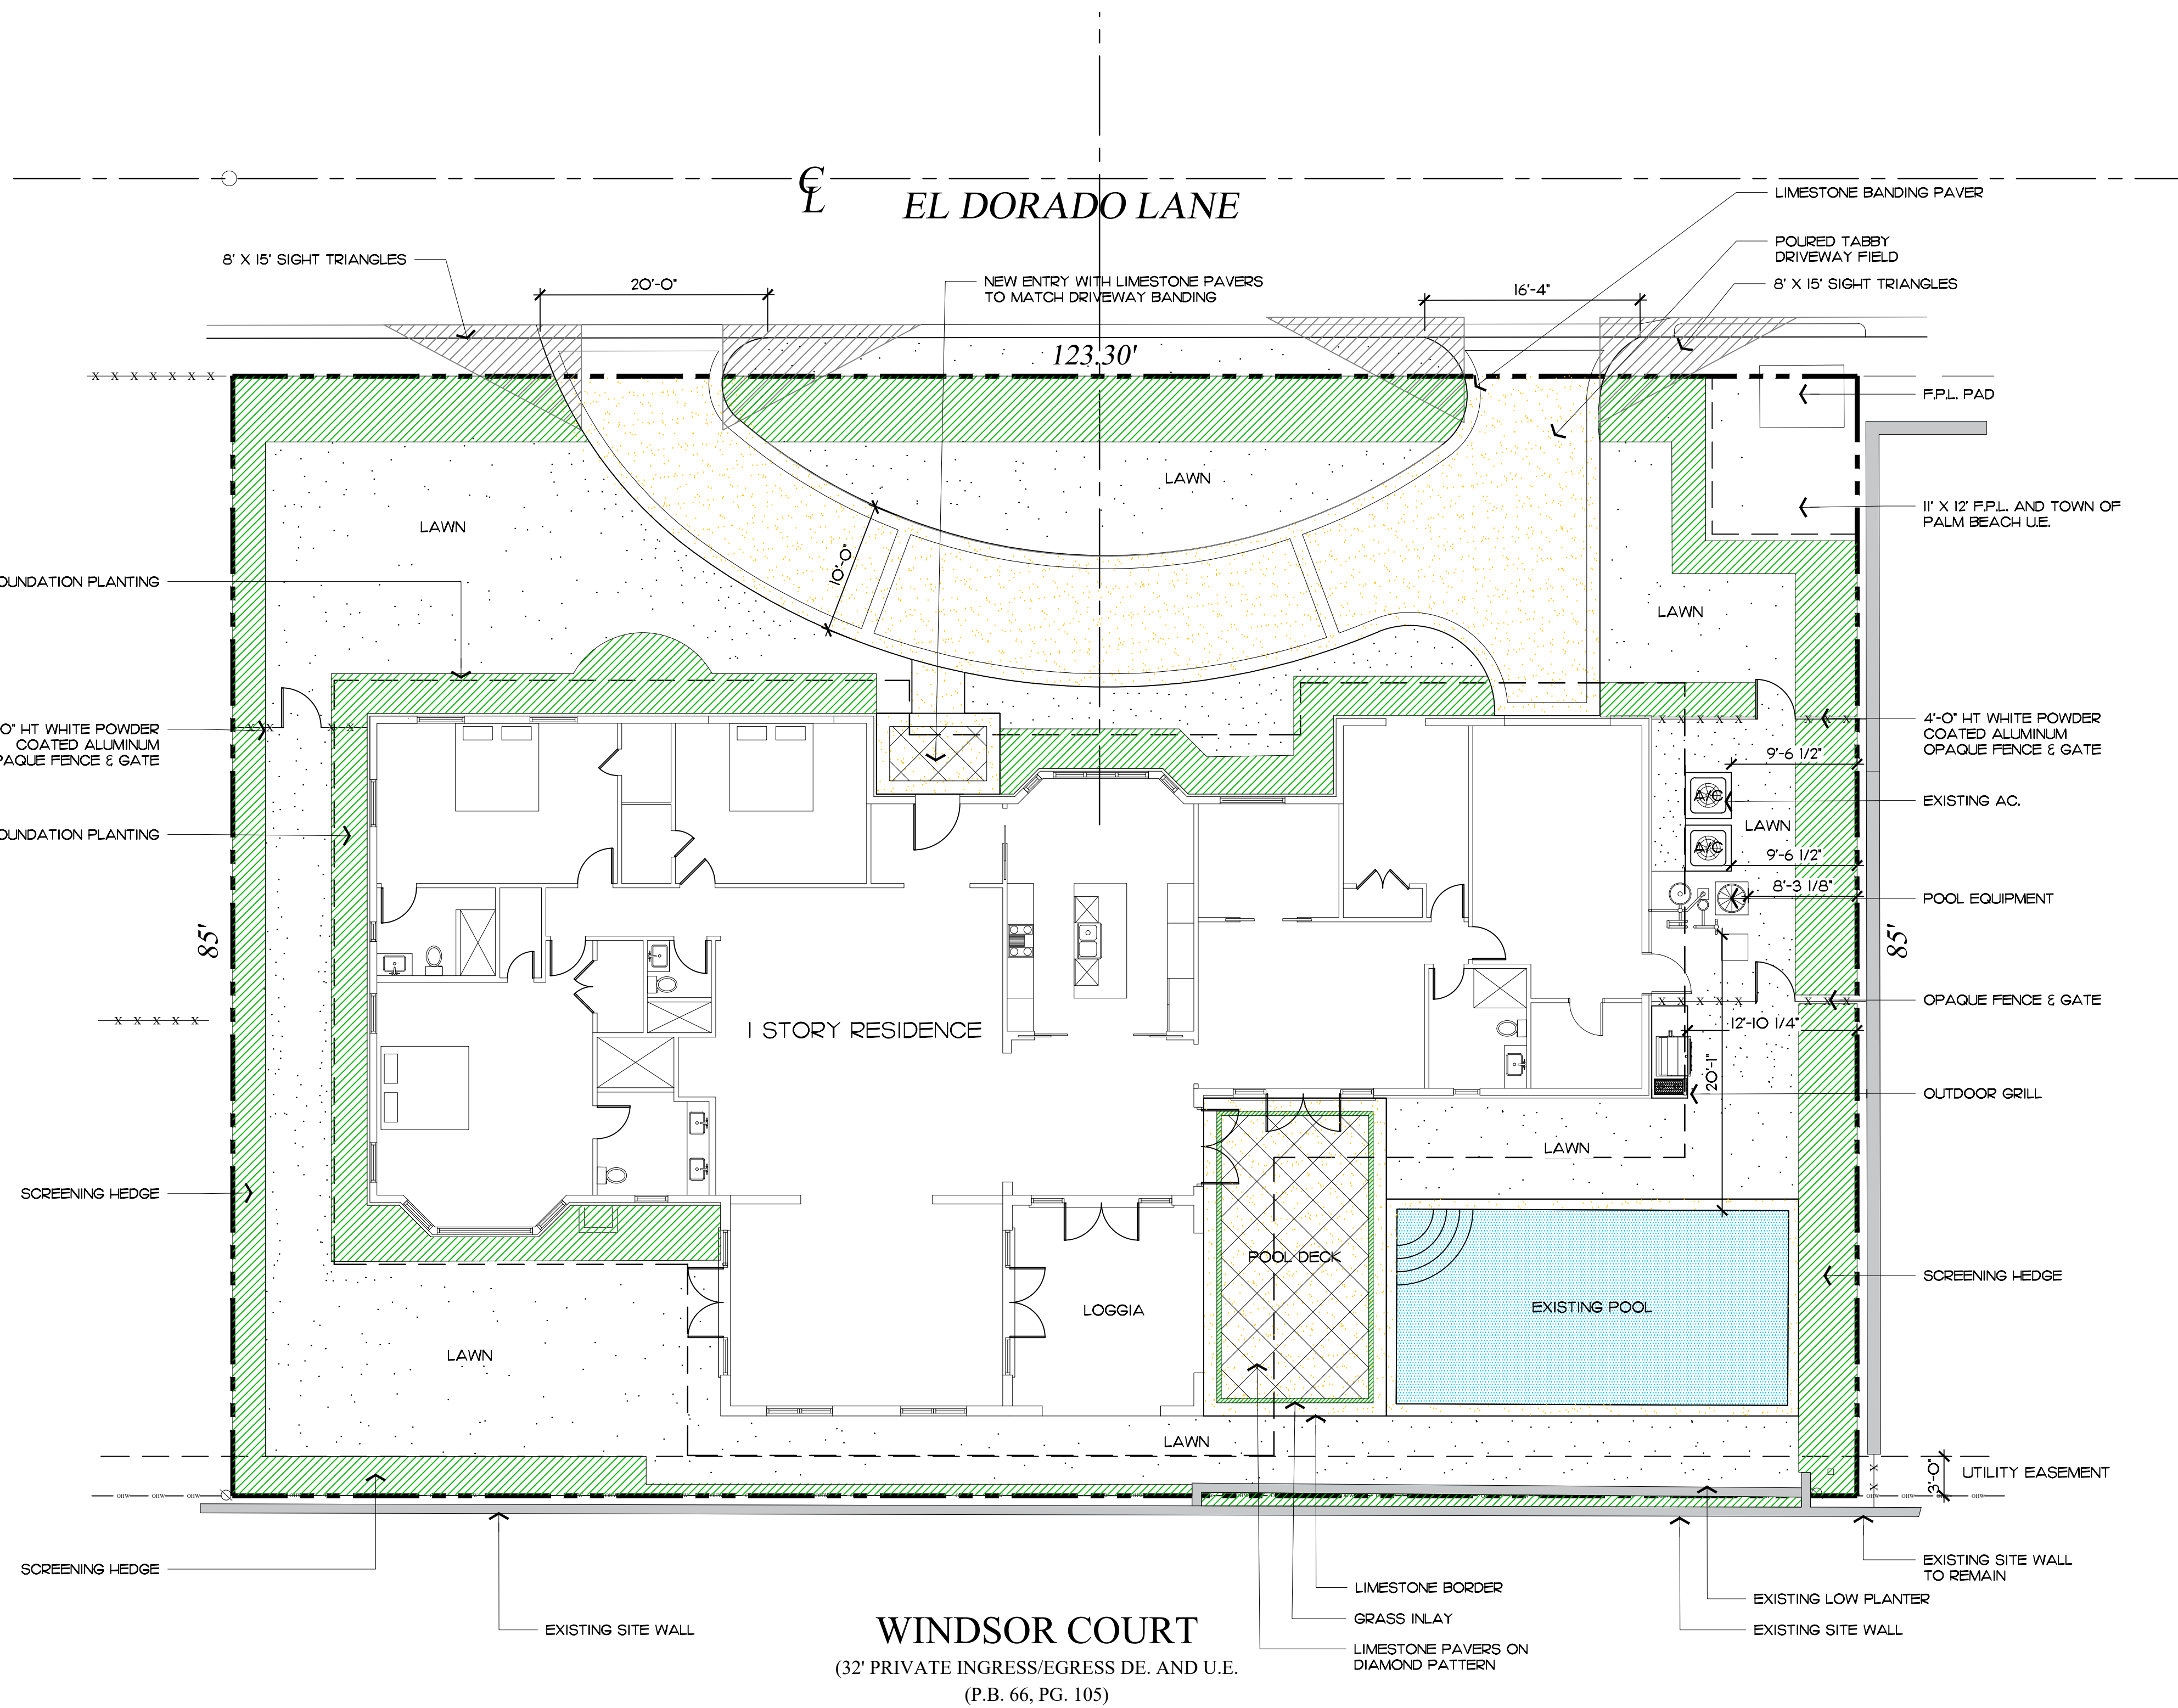 CL
EL DORADO LANE
LIMESTONE BANDING PAVER
POURED TABBY
DRIVEWAY FIELD
8' X 15' SIGHT TRIANGLES
8' X 15' SIGHT TRIANGLES
20'-0"
NEW ENTRY WITH LIMESTONE PAVERS
TO MATCH DRIVEWAY BANDING
16'-4"
123.30'
X X X X X X X
F.P.L. PAD
LAWN
LAWN
11' X 12' F.P.L. AND TOWN OF
PALM BEACH U.E.
10'-0"
OUNDATION PLANTING
LAWN
0" HT WHITE POWDER
COATED ALUMINUM
PAQUE FENCE & GATE
X X X X
X X X X X X X X
4'-0" HT WHITE POWDER
COATED ALUMINUM
OPAQUE FENCE & GATE
9'-6 1/2"
A/C
EXISTING AC.
LAWN
OUNDATION PLANTING
A/C
9'-6 1/2"
8'-3 1/8"
POOL EQUIPMENT
85'
85'
X X X X X
X X X X X X X X
OPAQUE FENCE & GATE
1 STORY RESIDENCE
12'-10 1/4"
20'-1"
OUTDOOR GRILL
LAWN
SCREENING HEDGE
POOL DECK
SCREENING HEDGE
LOGGIA
EXISTING POOL
LAWN
LAWN
3'-0"
UTILITY EASEMENT
X
X
OHW OHW OHW
OHW OHW OHW
SCREENING HEDGE
EXISTING SITE WALL
TO REMAIN
LIMESTONE BORDER
EXISTING LOW PLANTER
GRASS INLAY
EXISTING SITE WALL
EXISTING SITE WALL
LIMESTONE PAVERS ON
DIAMOND PATTERN
WINDSOR COURT
(32' PRIVATE INGRESS/EGRESS DE. AND U.E.
(P.B. 66, PG. 105)